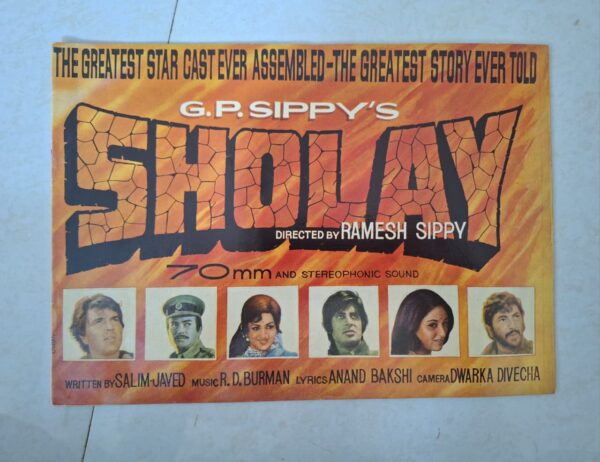 THE GREATEST STAR CAST EVER ASSEMBLED-THE GREATEST STORY EVER TOLD
G.P. SIPPY'S
SHOLAY
DIRECTED BY RAMESH SIPPY
70mm AND STEREOPHONIC SOUND
WRITTEN BY SALIM-JAVED MUSIC R.D. BURMAN LYRICS ANAND BAKSHI CAMERA DWARKA DIVECHA